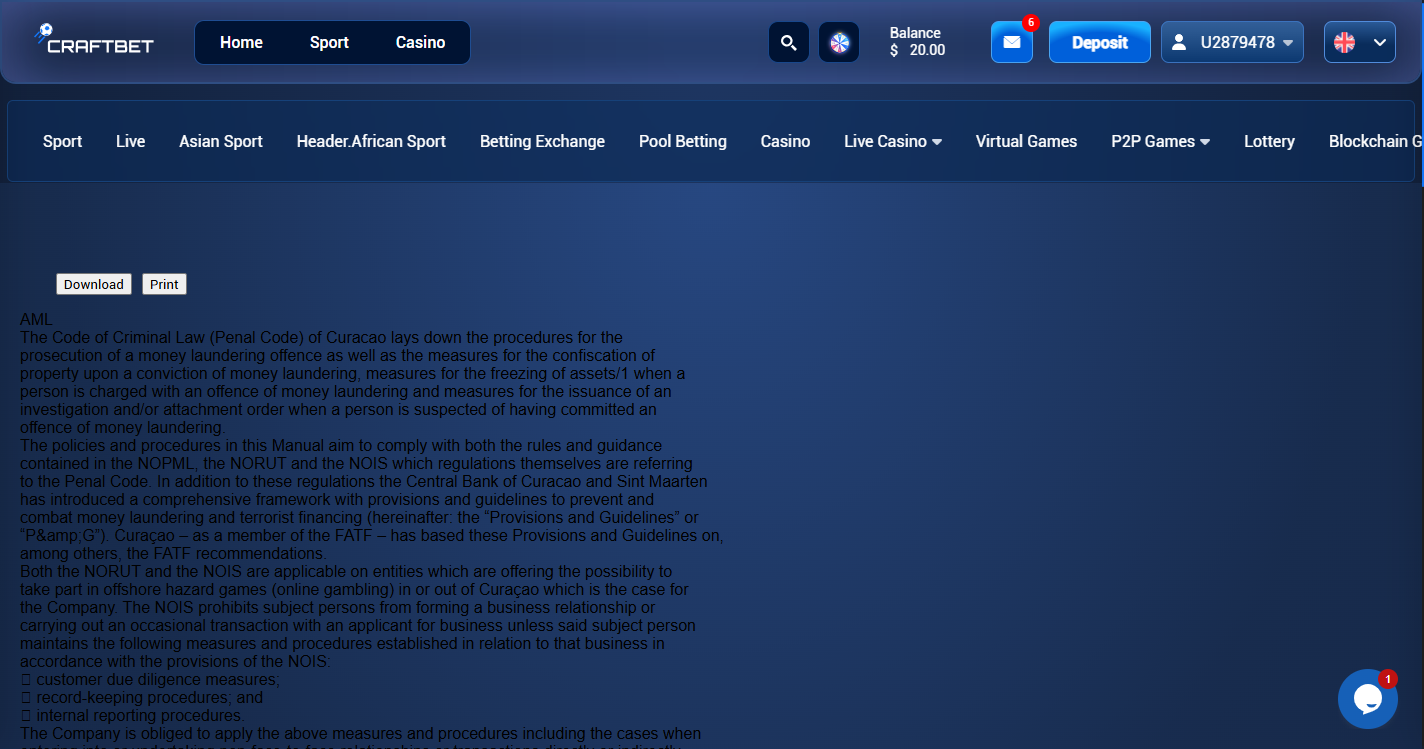 CRAFTBET
Home Sport Casino
Balance
$ 20.00
6
Deposit
U2879478
Sport Live Asian Sport Header.African Sport Betting Exchange Pool Betting Casino Live Casino Virtual Games P2P Games Lottery Blockchain G
Download Print
AML
The Code of Criminal Law (Penal Code) of Curacao lays down the procedures for the
prosecution of a money laundering offence as well as the measures for the confiscation of
property upon a conviction of money laundering, measures for the freezing of assets/1 when a
person is charged with an offence of money laundering and measures for the issuance of an
investigation and/or attachment order when a person is suspected of having committed an
offence of money laundering.
The policies and procedures in this Manual aim to comply with both the rules and guidance
contained in the NOPML, the NORUT and the NOIS which regulations themselves are referring
to the Penal Code. In addition to these regulations the Central Bank of Curacao and Sint Maarten
has introduced a comprehensive framework with provisions and guidelines to prevent and
combat money laundering and terrorist financing (hereinafter: the “Provisions and Guidelines” or
“P&amp;G”). Curaçao – as a member of the FATF – has based these Provisions and Guidelines on,
among others, the FATF recommendations.
Both the NORUT and the NOIS are applicable on entities which are offering the possibility to
take part in offshore hazard games (online gambling) in or out of Curaçao which is the case for
the Company. The NOIS prohibits subject persons from forming a business relationship or
carrying out an occasional transaction with an applicant for business unless said subject person
maintains the following measures and procedures established in relation to that business in
accordance with the provisions of the NOIS:
 customer due diligence measures;
 record-keeping procedures; and
 internal reporting procedures.
The Company is obliged to apply the above measures and procedures including the cases when
entering into or undertaking non-face-to-face relationships or transactions directly or indirectly
1